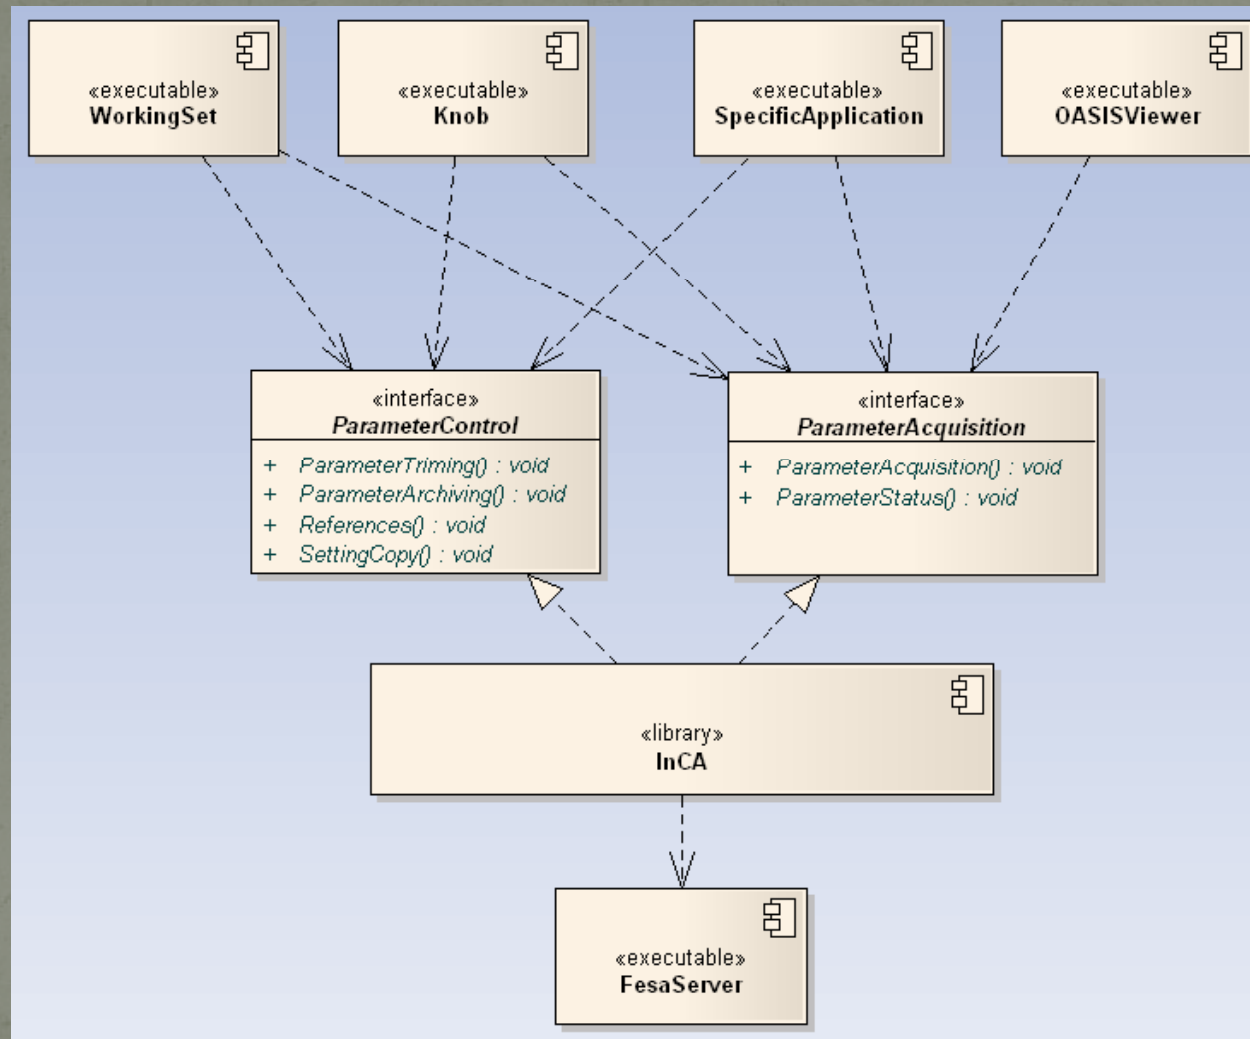 «executable»
WorkingSet
«executable»
Knob
«executable»
SpecificApplication
«executable»
OASISViewer
«interface»
ParameterControl
+ ParameterTriming() : void
+ ParameterArchiving() : void
+ References() : void
+ SettingCopy() : void
«interface»
ParameterAcquisition
+ ParameterAcquisition() : void
+ ParameterStatus() : void
«library»
InCA
«executable»
FesaServer